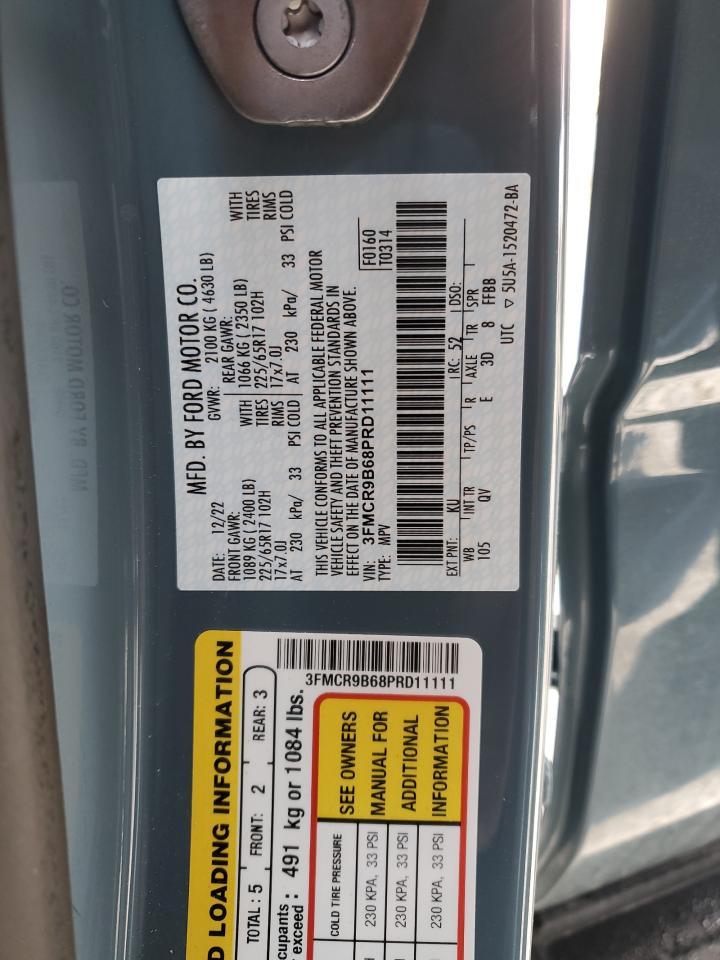 MFD. BY FORD MOTOR CO.
DATE: 12/22 GVWR: 2100 KG ( 4630 LB)
FRONT GAWR: REAR GAWR:
1089 KG ( 2400 LB) WITH 1066 KG ( 2350 LB) WITH
225/65R17 102H TIRES 225/65R17 102H TIRES
17x7.0J RIMS 17x7.0J RIMS
AT 230 kPa/ 33 PSI COLD AT 230 kPa/ 33 PSI COLD
THIS VEHICLE CONFORMS TO ALL APPLICABLE FEDERAL MOTOR
VEHICLE SAFETY AND THEFT PREVENTION STANDARDS IN
EFFECT ON THE DATE OF MANUFACTURE SHOWN ABOVE.
VIN: 3FMCR9B68PRD11111
TYPE: MPV
F0160
T0314
EXT PNT: KU RC: 52 DSO:
WB INT TR TP/PS R AXLE TR SPR
105 QV E 3D 8 FFBB
UTC ▽ 5U5A-1520472-BA
D LOADING INFORMATION
TOTAL : 5 FRONT: 2 REAR: 3
cupants
r exceed : 491 kg or 1084 lbs.
3FMCR9B68PRD11111
COLD TIRE PRESSURE
230 KPA, 33 PSI
230 KPA, 33 PSI
230 KPA, 33 PSI
SEE OWNERS
MANUAL FOR
ADDITIONAL
INFORMATION